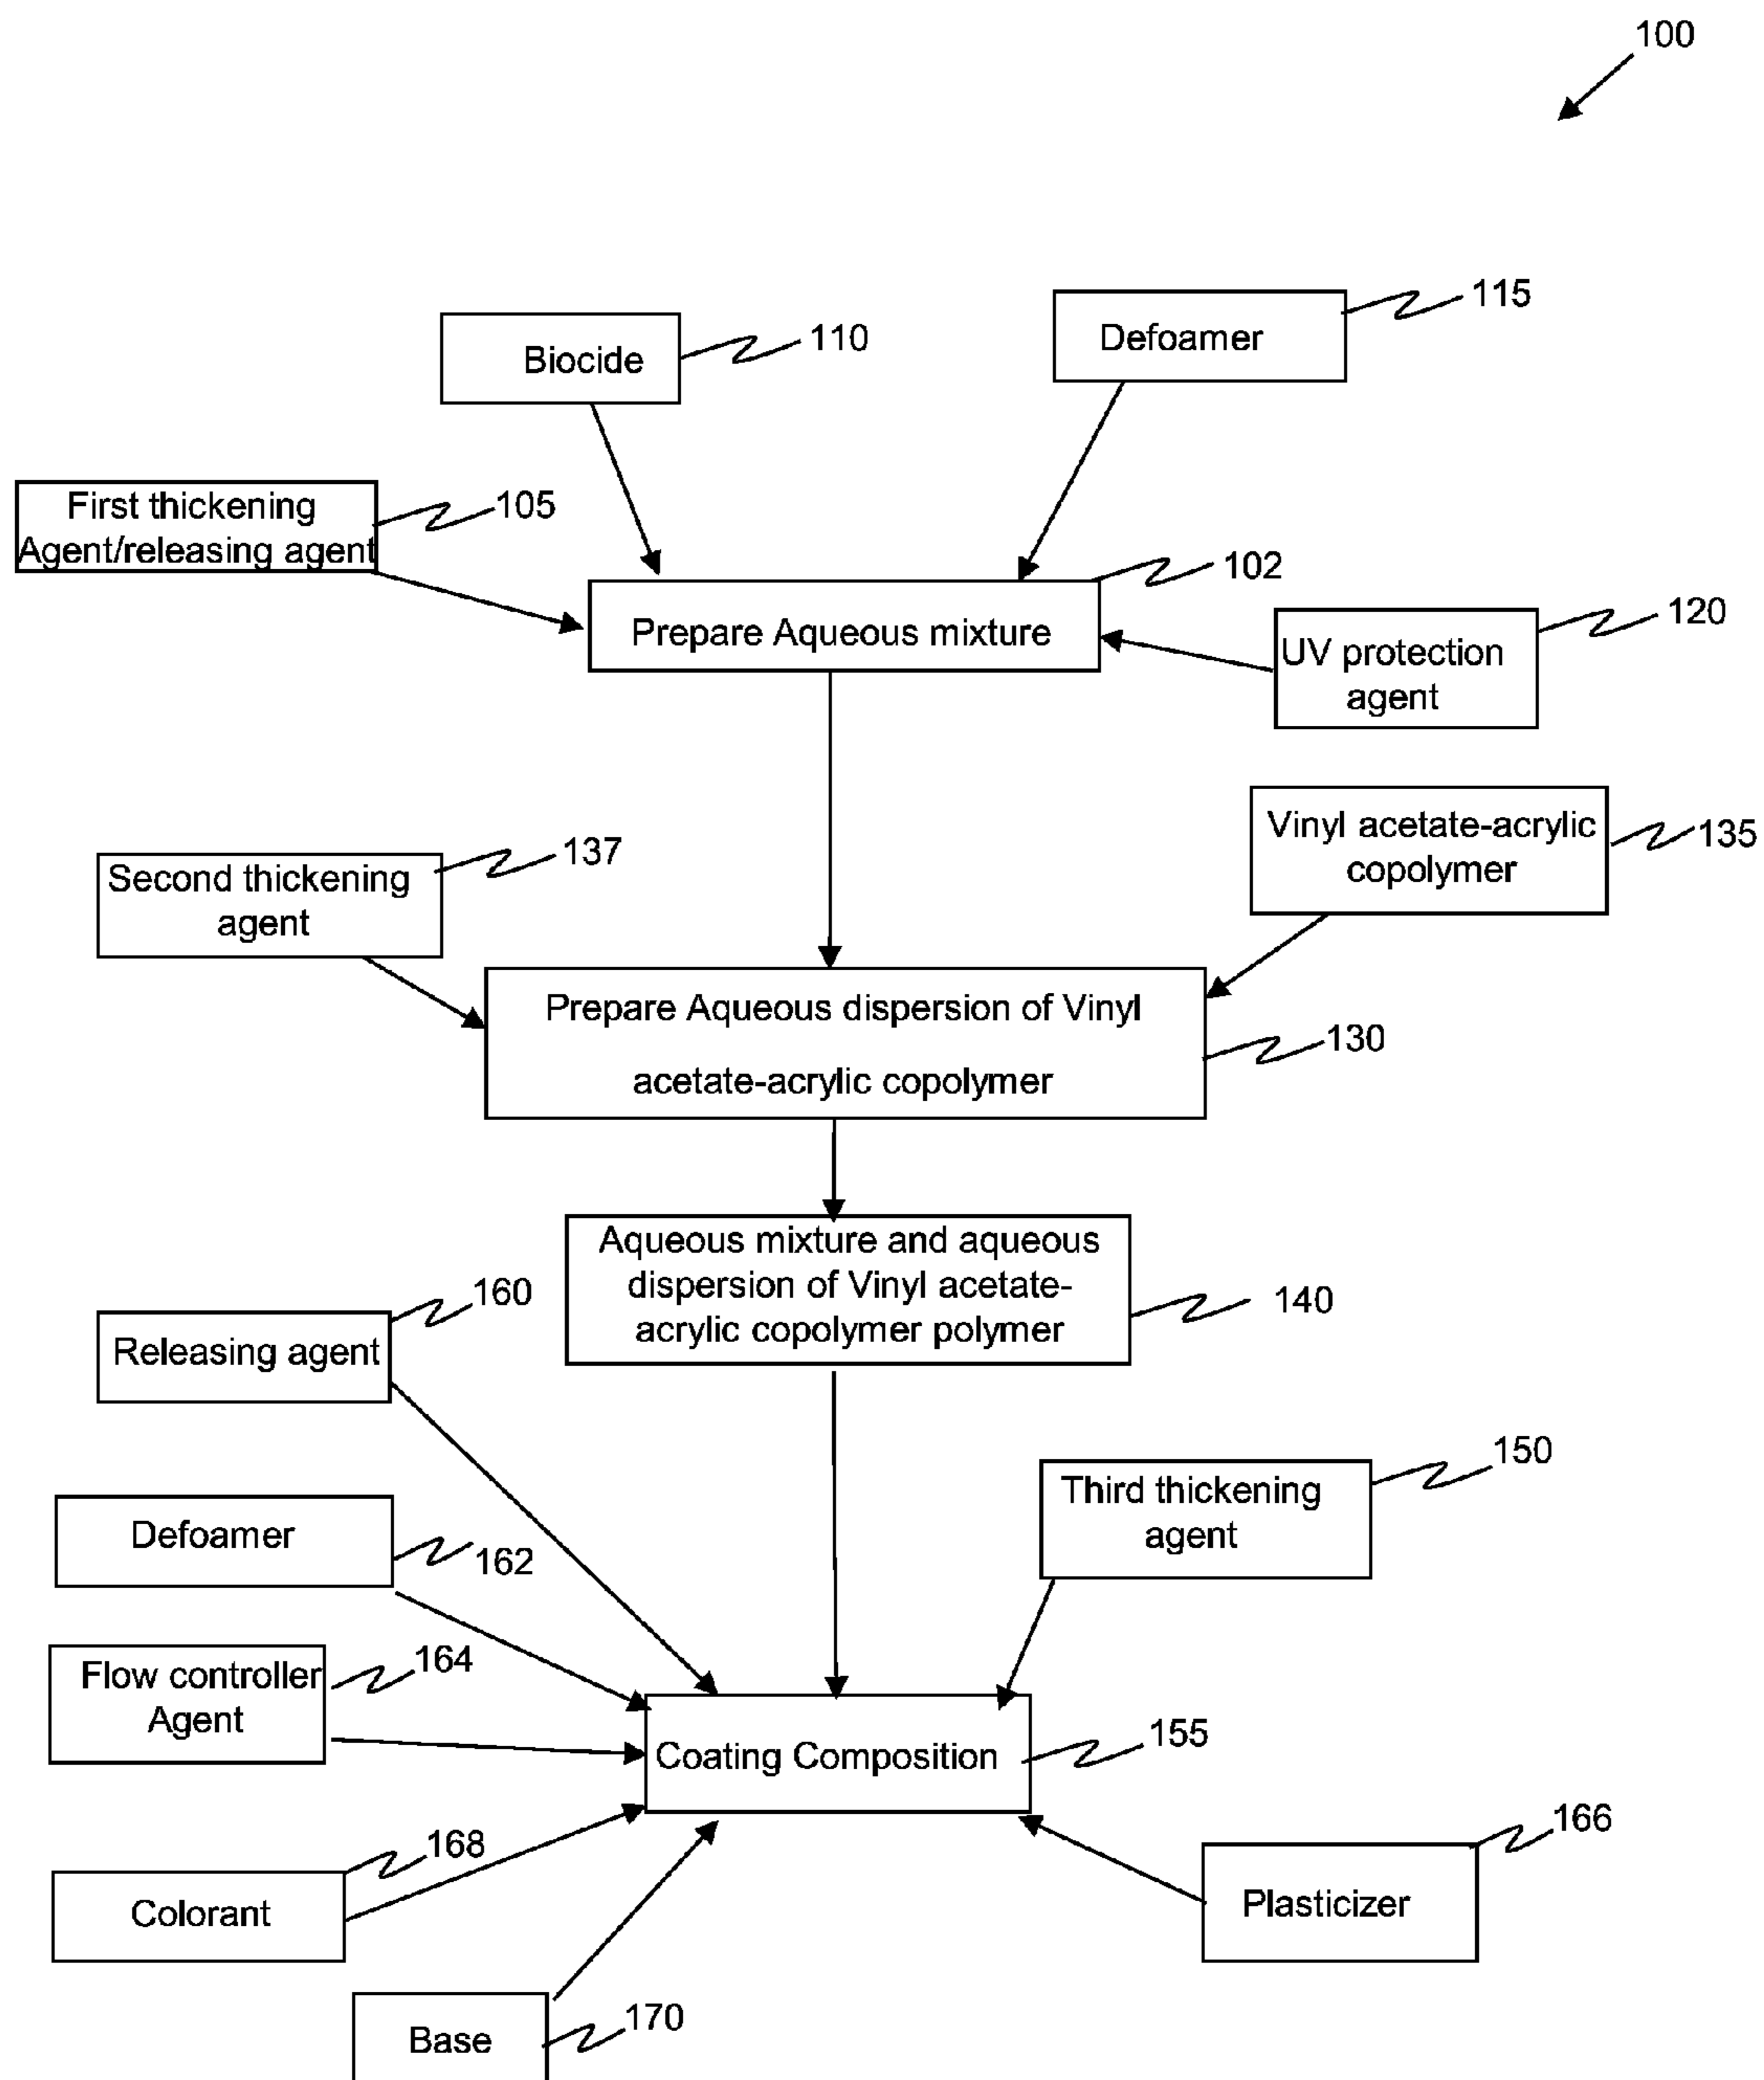 100
115
Defoamer
Biocide
110
First thickening
Agent/releasing agent
105
102
Prepare Aqueous mixture
120
UV protection
agent
Vinyl acetate-acrylic
copolymer
135
137
Second thickening
agent
Prepare Aqueous dispersion of Vinyl
acetate-acrylic copolymer
130
Aqueous mixture and aqueous
dispersion of Vinyl acetate-
acrylic copolymer polymer
140
160
Releasing agent
150
Third thickening
agent
Defoamer
162
Flow controller
Agent
164
Coating Composition
155
166
Plasticizer
168
Colorant
Base
170